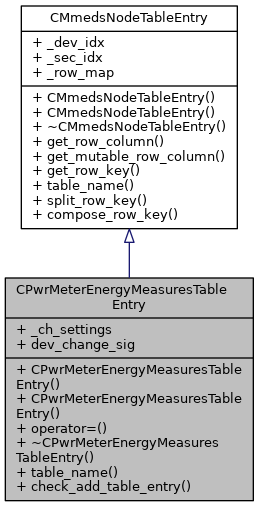 CMmedsNodeTableEntry
+ _dev_idx
+ _sec_idx
+ _row_map
+ CMmedsNodeTableEntry()
+ CMmedsNodeTableEntry()
+ ~CMmedsNodeTableEntry()
+ get_row_column()
+ get_mutable_row_column()
+ get_row_key()
+ table_name()
+ split_row_key()
+ compose_row_key()
CPwrMeterEnergyMeasuresTable
Entry
+ _ch_settings
+ dev_change_sig
+ CPwrMeterEnergyMeasuresTable
Entry()
+ CPwrMeterEnergyMeasuresTable
Entry()
+ operator=()
+ ~CPwrMeterEnergyMeasures
TableEntry()
+ table_name()
+ check_add_table_entry()